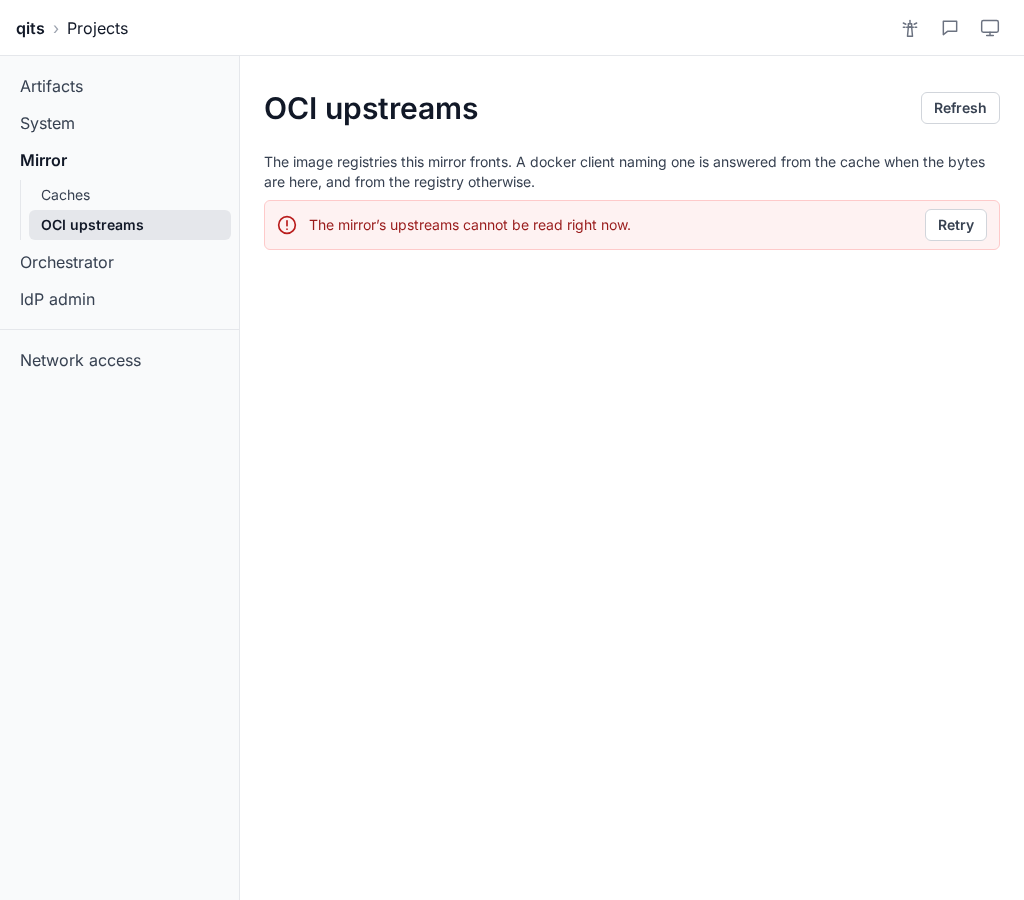 qits › Projects
Artifacts
System
Mirror
Caches
OCI upstreams
Orchestrator
IdP admin
Network access
OCI upstreams
Refresh
The image registries this mirror fronts. A docker client naming one is answered from the cache when the bytes
are here, and from the registry otherwise.
The mirror’s upstreams cannot be read right now.
Retry